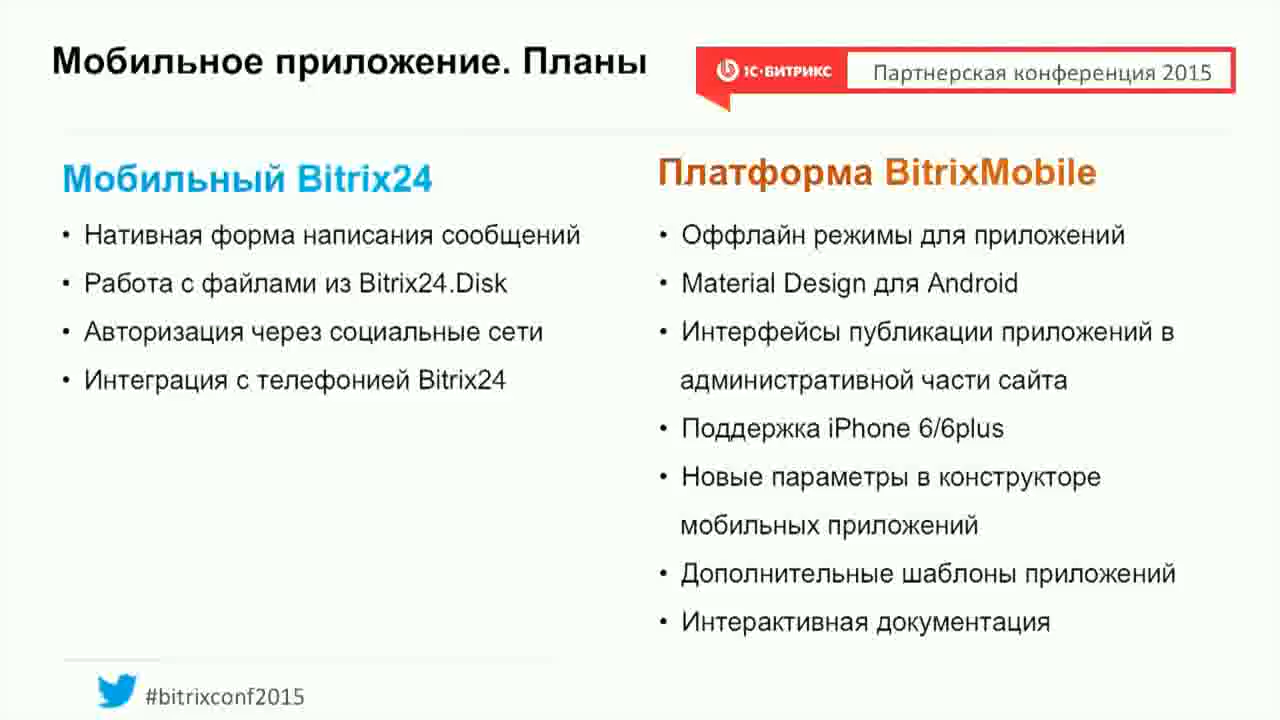 Мобильное приложение. Планы
1С·БИТРИКС
Партнерская конференция 2015
Мобильный Bitrix24
• Нативная форма написания сообщений
• Работа с файлами из Bitrix24.Disk
• Авторизация через социальные сети
• Интеграция с телефонией Bitrix24
Платформа BitrixMobile
• Оффлайн режимы для приложений
• Material Design для Android
• Интерфейсы публикации приложений в
административной части сайта
• Поддержка iPhone 6/6plus
• Новые параметры в конструкторе
мобильных приложений
• Дополнительные шаблоны приложений
• Интерактивная документация
#bitrixconf2015